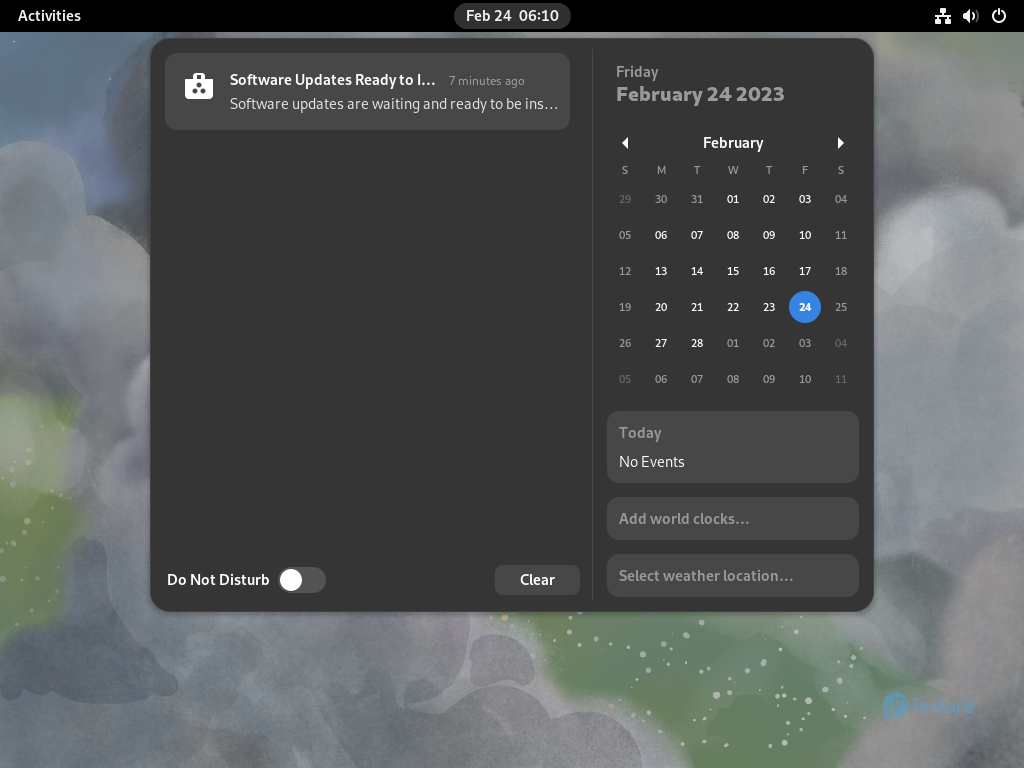 Activities
Feb 24 06:10
Software Updates Ready to I… 7 minutes ago
Software updates are waiting and ready to be ins…
Do Not Disturb
Clear
Friday
February 24 2023
February
S M T W T F S
29 30 31 01 02 03 04
05 06 07 08 09 10 11
12 13 14 15 16 17 18
19 20 21 22 23 24 25
26 27 28 01 02 03 04
05 06 07 08 09 10 11
Today
No Events
Add world clocks…
Select weather location…
fedora